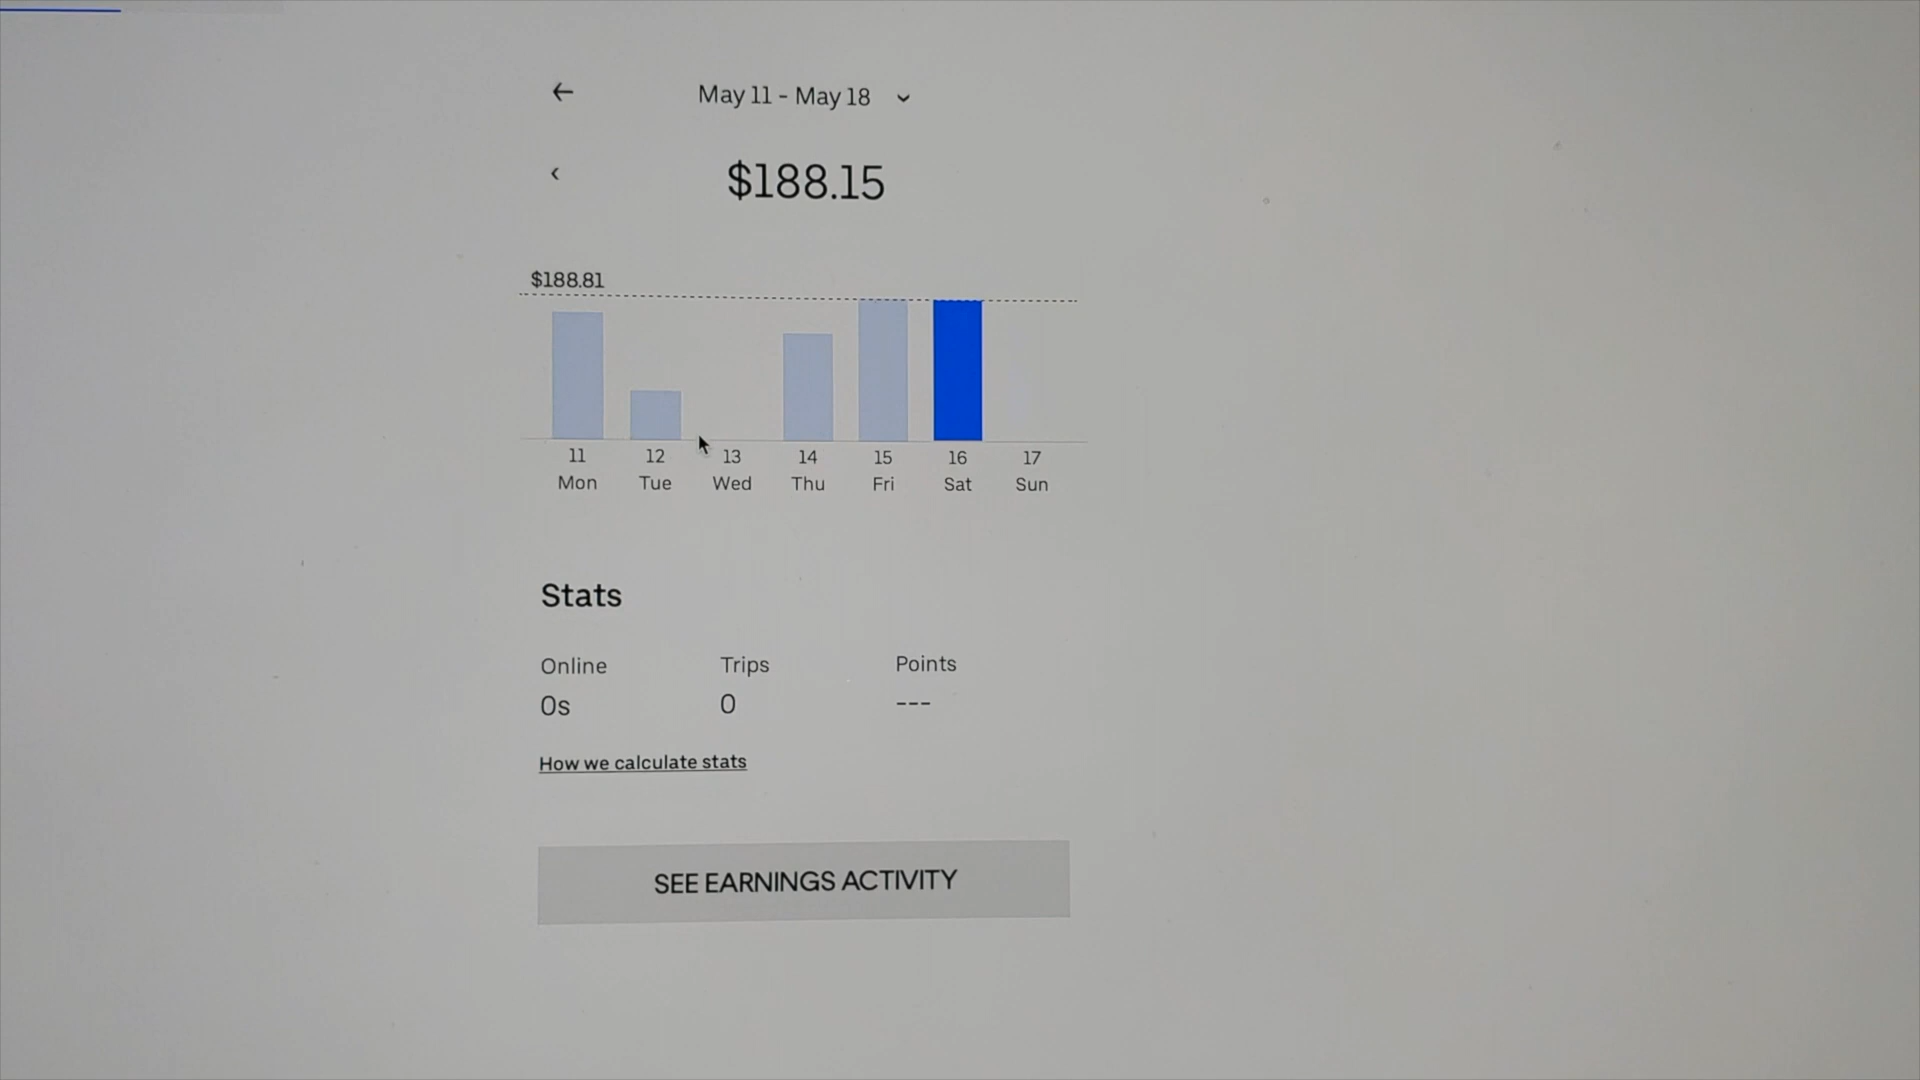 May 11 - May 18
$188.15
$188.81
11 12 13 14 15 16 17
Mon Tue Wed Thu Fri Sat Sun
Stats
Online Trips Points
0s 0 ---
How we calculate stats
SEE EARNINGS ACTIVITY